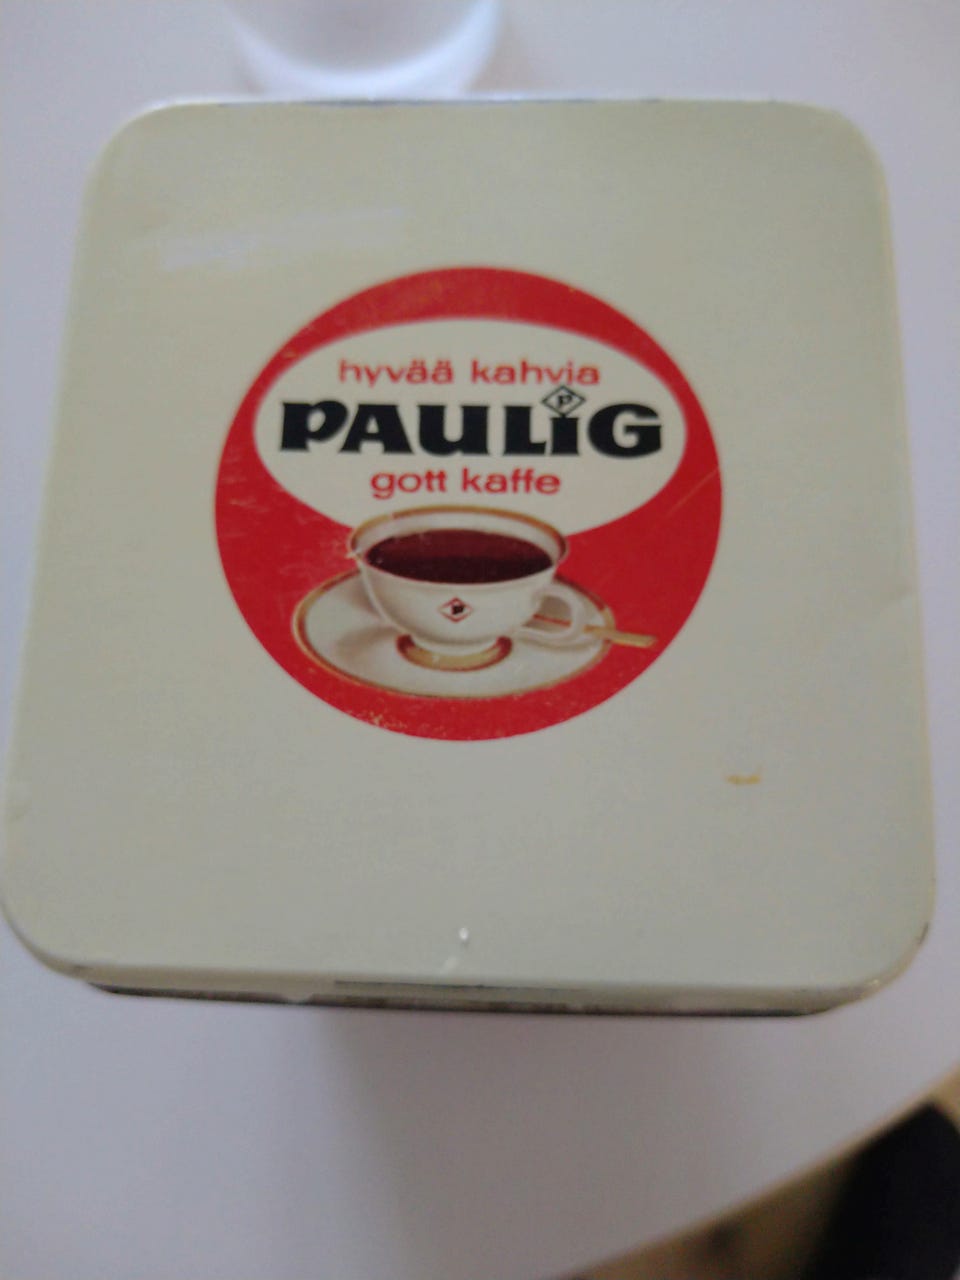 hyvää kahvia
P
PAULiG
gott kaffe
P